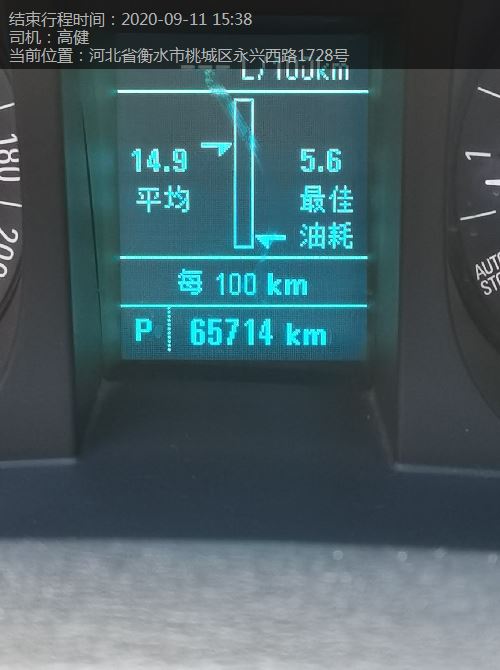 结束行程时间：2020-09-11 15:38
司机：高健
当前位置：河北省衡水市桃城区永兴西路1728号
--- L/100km
14.9 5.6
平均 最佳
油耗
每 100 km
P 65714 km
180
200
1
AUTO
STOP